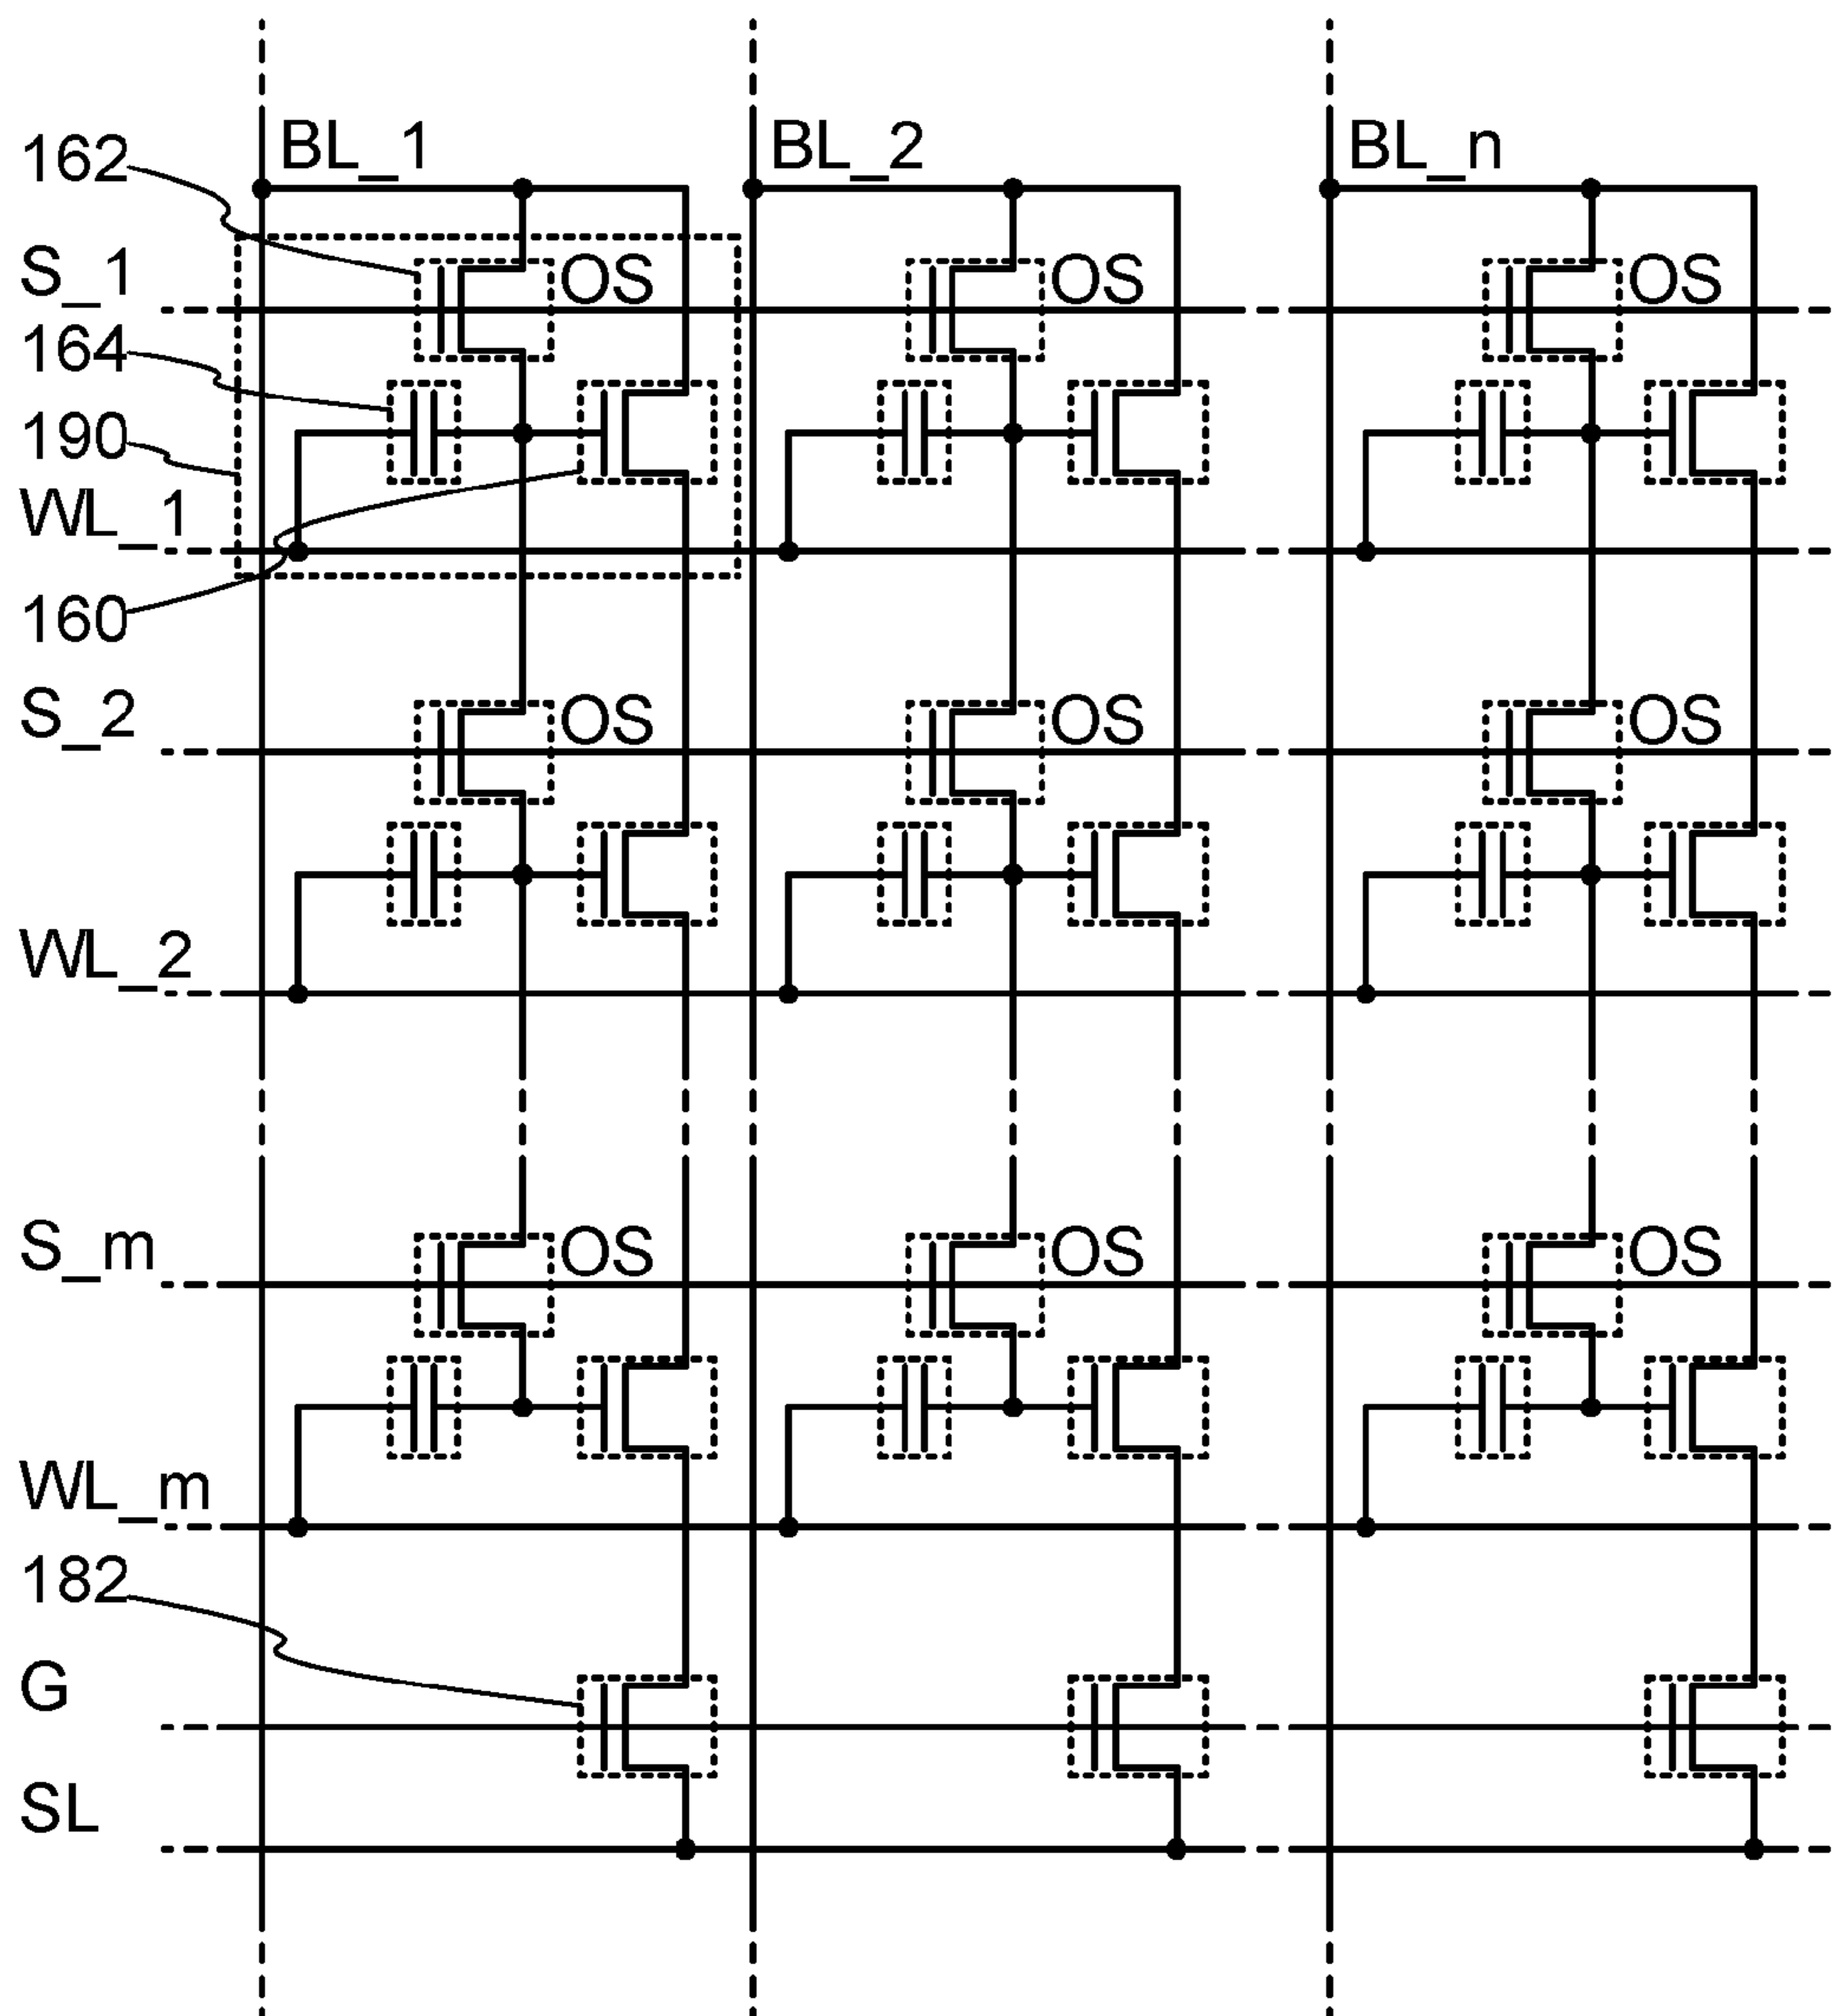 BL_1 BL_2 BL_n
162
S_1 OS OS OS
164
190
WL_1
160
S_2 OS OS OS
WL_2
S_m OS OS OS
WL_m
182
G
SL